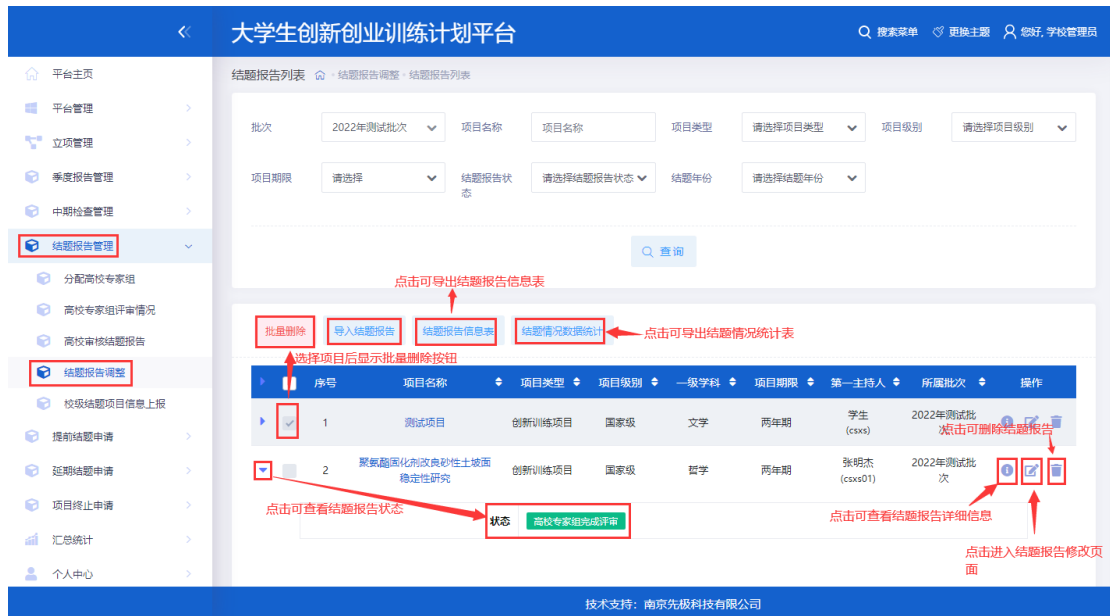 大学生创新创业训练计划平台
搜索菜单 更换主题 您好, 学校管理员
平台主页
平台管理
立项管理
季度报告管理
中期检查管理
结题报告管理
分配高校专家组
高校专家组评审情况
高校审核结题报告
结题报告调整
校级结题项目信息上报
提前结题申请
延期结题申请
项目终止申请
汇总统计
个人中心
结题报告列表 · 结题报告调整 · 结题报告列表
批次 2022年测试批次 项目名称 项目名称 项目类型 请选择项目类型 项目级别 请选择项目级别
项目期限 请选择 结题报告状 请选择结题报告状态 结题年份 请选择结题年份
态
查询
点击可导出结题报告信息表
批量删除 导入结题报告 结题报告信息表 结题情况数据统计 点击可导出结题情况统计表
选择项目后显示批量删除按钮
序号 项目名称 项目类型 项目级别 一级学科 项目期限 第一主持人 所属批次 操作
1 测试项目 创新训练项目 国家级 文学 两年期 学生 2022年测试批
(csxs) 次
点击可删除结题报告
2 聚氨酯固化剂改良砂性土坡面 创新训练项目 国家级 哲学 两年期 张明杰 2022年测试批
稳定性研究 (csxs01) 次
点击可查看结题报告状态
状态 高校专家组完成评审
点击可查看结题报告详细信息
点击进入结题报告修改页
面
技术支持：南京先极科技有限公司